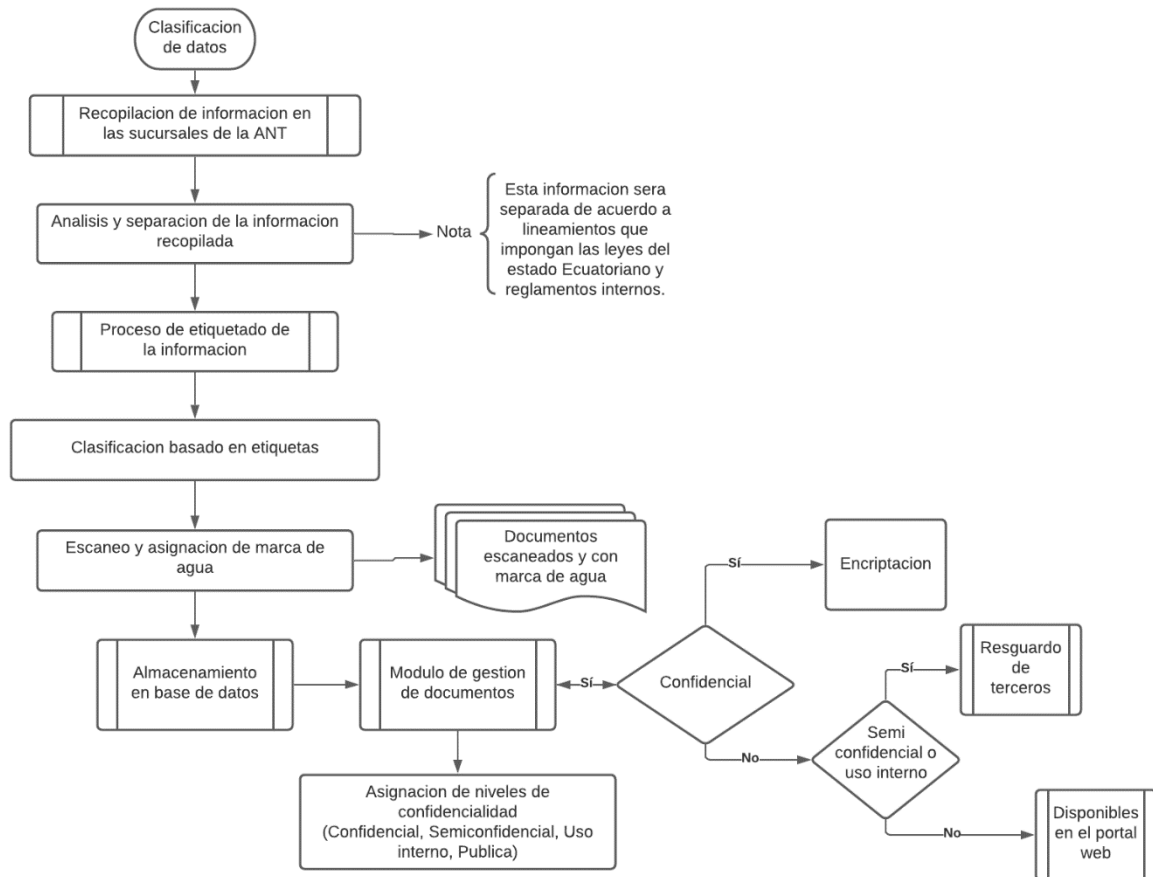 Clasificacion
de datos
Recopilacion de informacion en
las sucursales de la ANT
Analisis y separacion de la informacion
recopilada
Nota
Esta informacion sera
separada de acuerdo a
lineamientos que
impongan las leyes del
estado Ecuatoriano y
reglamentos internos.
Proceso de etiquetado de
la informacion
Clasificacion basado en etiquetas
Escaneo y asignacion de marca de
agua
Documentos
escaneados y con
marca de agua
Sí
Encriptacion
Almacenamiento
en base de datos
Modulo de gestion
de documentos
Sí
Confidencial
No
Sí
Resguardo
de
terceros
Semi
confidencial o
uso interno
No
Disponibles
en el portal
web
Asignacion de niveles de
confidencialidad
(Confidencial, Semiconfidencial, Uso
interno, Publica)